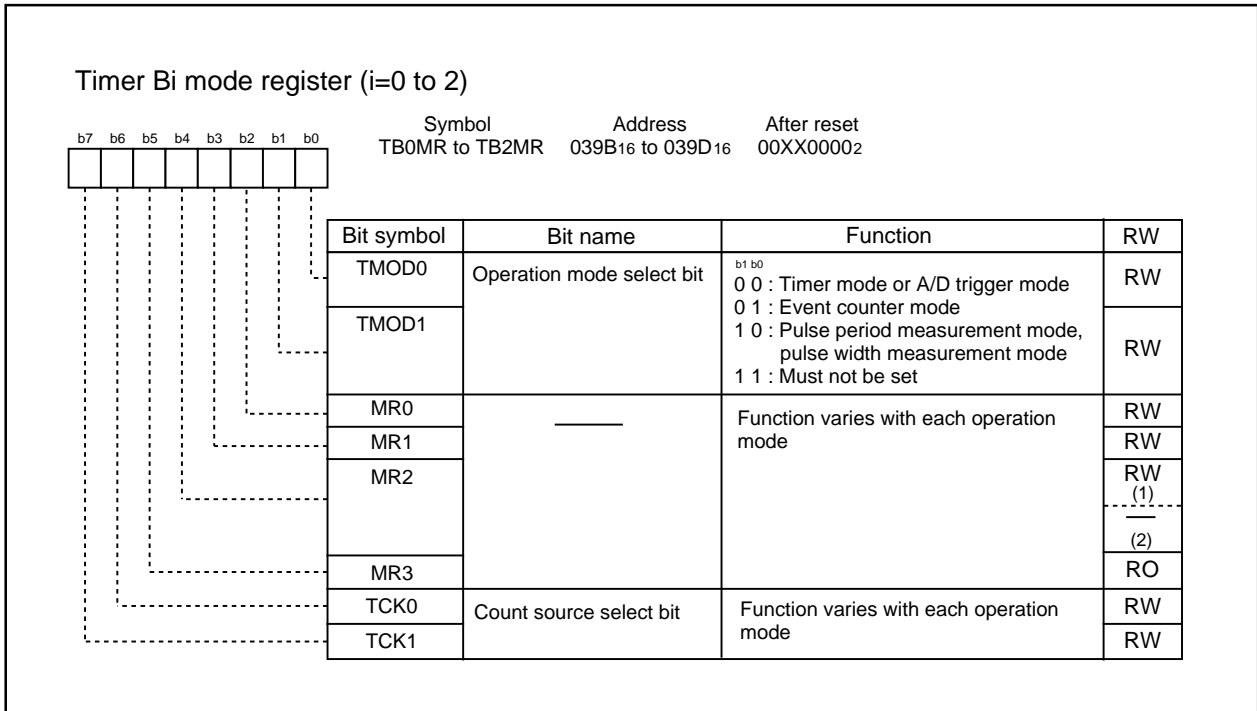 Timer Bi mode register (i=0 to 2)
b7 b6 b5 b4 b3 b2 b1 b0
Symbol Address After reset
TB0MR to TB2MR 039B16 to 039D16 00XX00002
Bit symbol Bit name Function RW
TMOD0 Operation mode select bit b1 b0
0 0 : Timer mode or A/D trigger mode RW
0 1 : Event counter mode
TMOD1 1 0 : Pulse period measurement mode,
pulse width measurement mode RW
1 1 : Must not be set
MR0 Function varies with each operation RW
MR1 mode RW
MR2 RW
(1)
(2)
MR3 RO
TCK0 Count source select bit Function varies with each operation RW
TCK1 mode RW